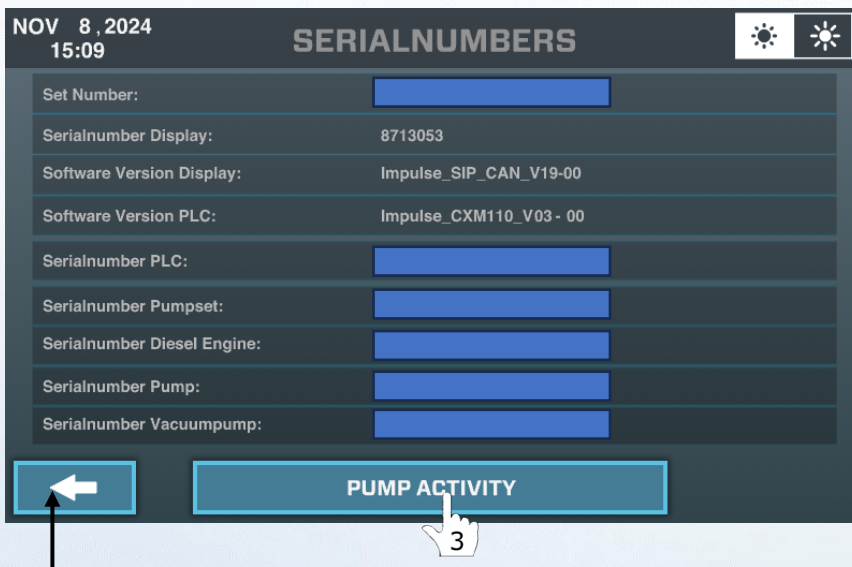 NOV 8,2024
15:09
SERIALNUMBERS
Set Number:
Serialnumber Display: 8713053
Software Version Display: Impulse_SIP_CAN_V19-00
Software Version PLC: Impulse_CXM110_V03- 00
Serialnumber PLC:
Serialnumber Pumpset:
Serialnumber Diesel Engine:
Serialnumber Pump:
Serialnumber Vacuumpump:
PUMP ACTIVITY
3